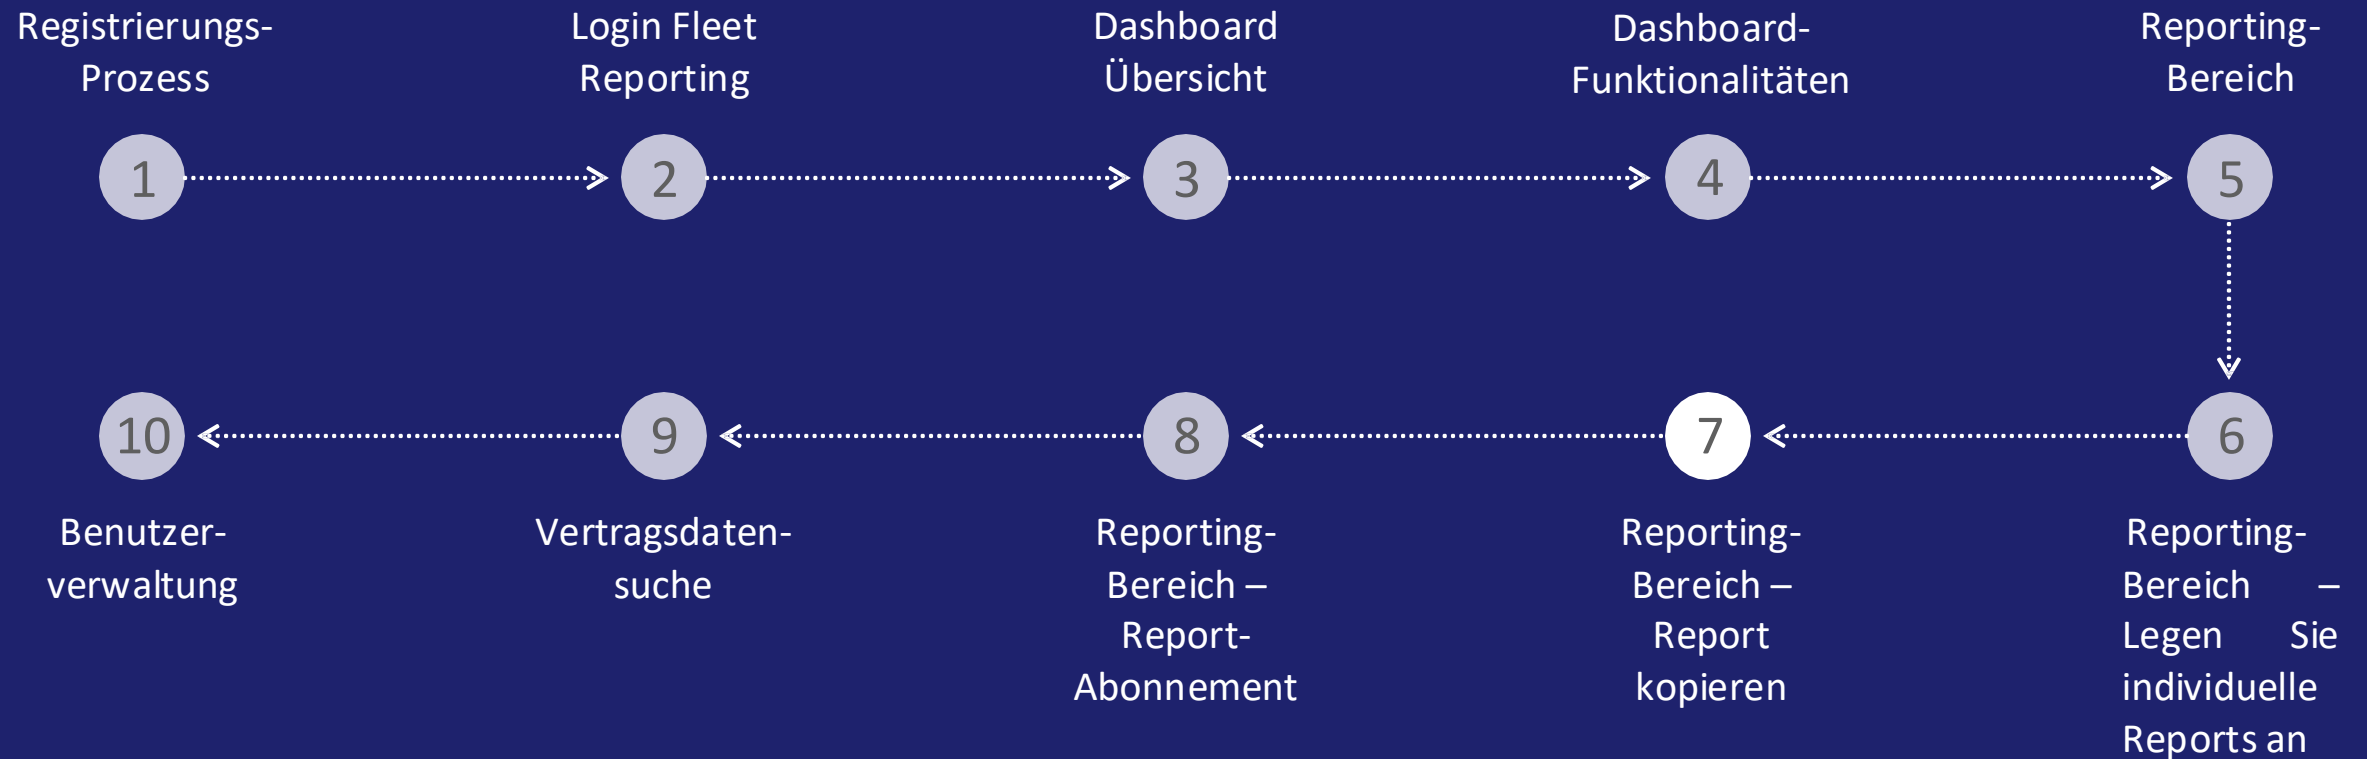 Registrierungs-
Prozess
Login Fleet
Reporting
Dashboard
Übersicht
Dashboard-
Funktionalitäten
Reporting-
Bereich
1
2
3
4
5
6
Reporting-
Bereich –
Legen Sie
individuelle
Reports an
7
Reporting-
Bereich –
Report
kopieren
8
Reporting-
Bereich –
Report-
Abonnement
9
Vertragsdaten-
suche
10
Benutzer-
verwaltung